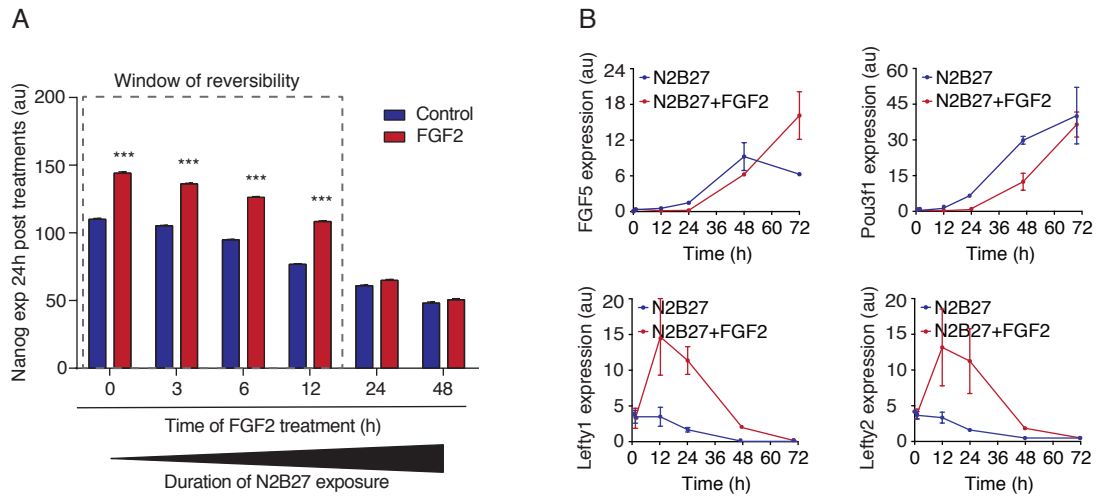 A
Window of reversibility
Nanog exp 24h post treatments (au)
200
150
100
50
0
Control
FGF2
***
***
***
***
0 3 6 12 24 48
Time of FGF2 treatment (h)
Duration of N2B27 exposure
B
FGF5 expression (au)
24
18
12
6
0
N2B27
N2B27+FGF2
0 12 24 36 48 60 72
Time (h)
Pou3f1 expression (au)
60
45
30
15
0
N2B27
N2B27+FGF2
0 12 24 36 48 60 72
Time (h)
Lefty1 expression (au)
20
15
10
5
0
N2B27
N2B27+FGF2
0 12 24 36 48 60 72
Time (h)
Lefty2 expression (au)
20
15
10
5
0
N2B27
N2B27+FGF2
0 12 24 36 48 60 72
Time (h)